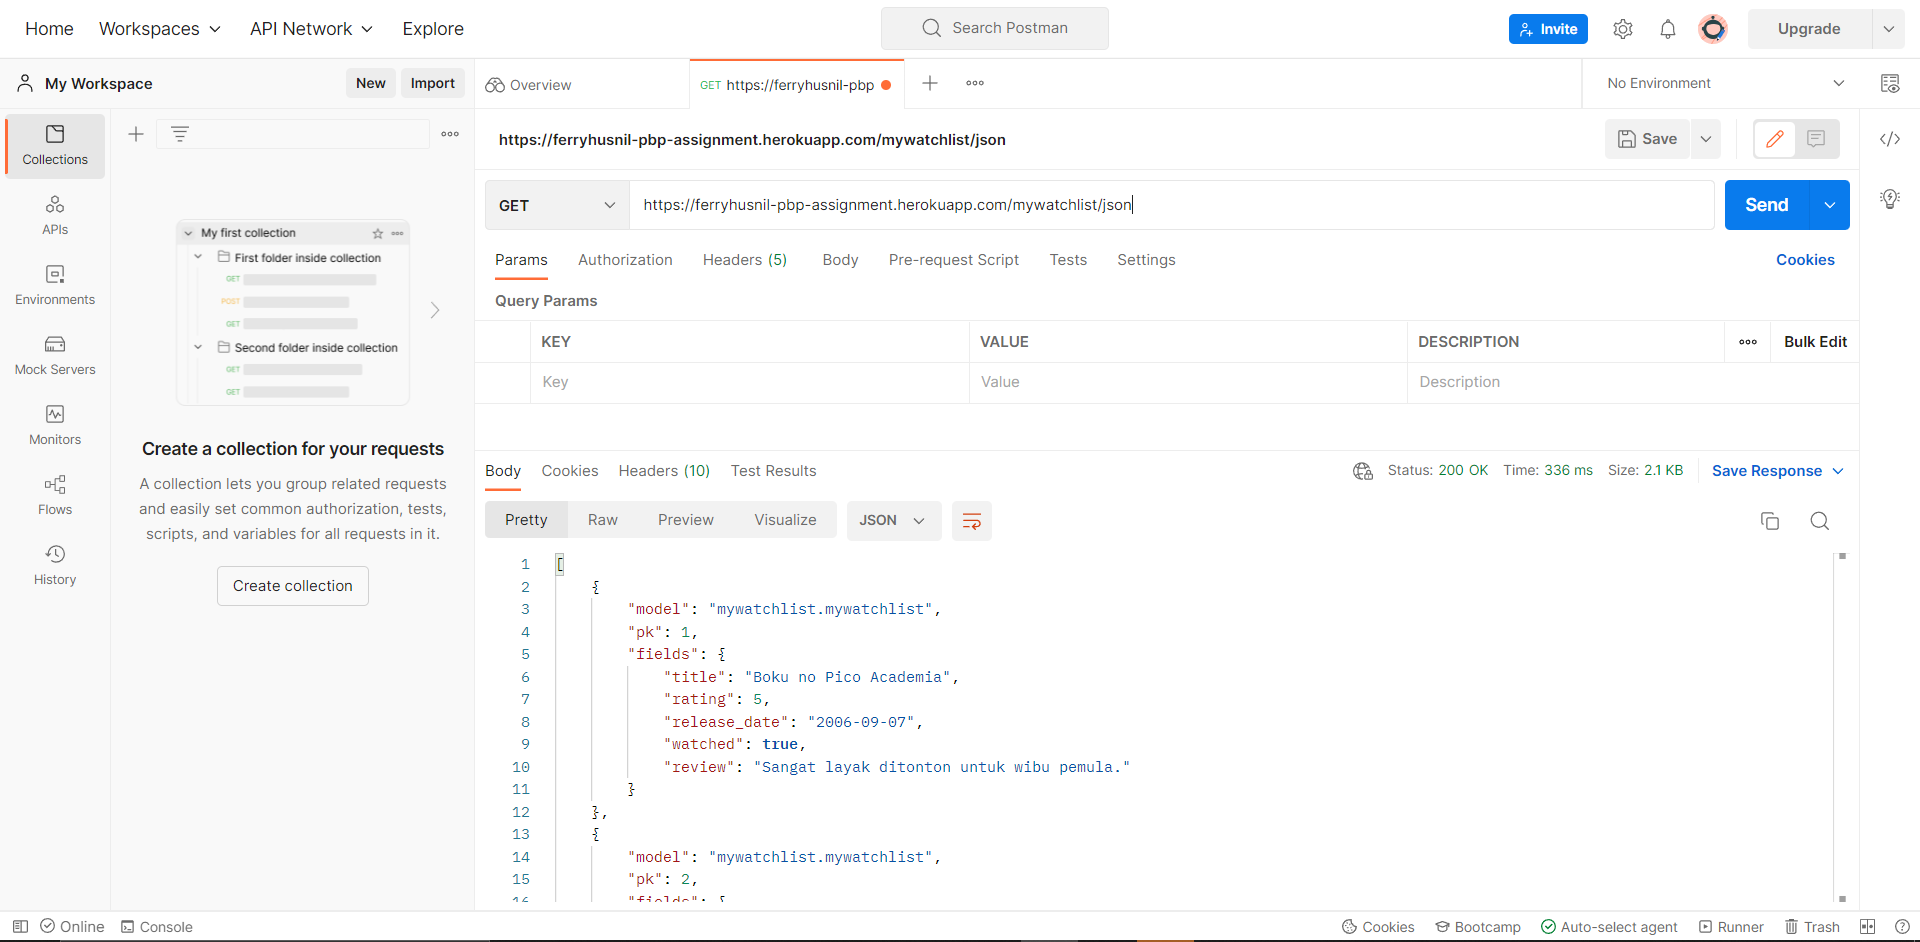 Home Workspaces API Network Explore Search Postman Invite Upgrade
My Workspace New Import Overview GET https://ferryhusnil-pbp No Environment
Collections
APIs
Environments
Mock Servers
Monitors
Flows
History
My first collection
First folder inside collection
GET
POST
GET
Second folder inside collection
GET
GET
Create a collection for your requests
A collection lets you group related requests
and easily set common authorization, tests,
scripts, and variables for all requests in it.
Create collection
https://ferryhusnil-pbp-assignment.herokuapp.com/mywatchlist/json Save
GET https://ferryhusnil-pbp-assignment.herokuapp.com/mywatchlist/json Send
Params Authorization Headers (5) Body Pre-request Script Tests Settings Cookies
Query Params
KEY VALUE DESCRIPTION Bulk Edit
Key Value Description
Body Cookies Headers (10) Test Results Status: 200 OK Time: 336 ms Size: 2.1 KB Save Response
Pretty Raw Preview Visualize JSON
1 [
2 {
3 "model": "mywatchlist.mywatchlist",
4 "pk": 1,
5 "fields": {
6 "title": "Boku no Pico Academia",
7 "rating": 5,
8 "release_date": "2006-09-07",
9 "watched": true,
10 "review": "Sangat layak ditonton untuk wibu pemula."
11 }
12 },
13 {
14 "model": "mywatchlist.mywatchlist",
15 "pk": 2,
16 "fields": {
Online Console Cookies Bootcamp Auto-select agent Runner Trash